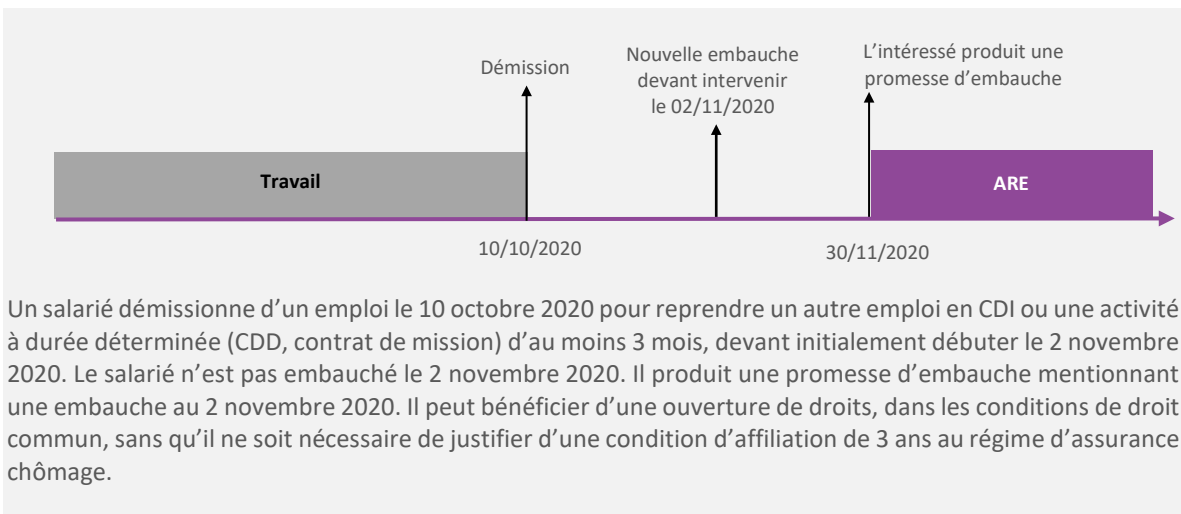 Démission
Nouvelle embauche
devant intervenir
le 02/11/2020
L’intéressé produit une
promesse d’embauche
Travail
ARE
10/10/2020
30/11/2020
Un salarié démissionne d’un emploi le 10 octobre 2020 pour reprendre un autre emploi en CDI ou une activité
à durée déterminée (CDD, contrat de mission) d’au moins 3 mois, devant initialement débuter le 2 novembre
2020. Le salarié n’est pas embauché le 2 novembre 2020. Il produit une promesse d’embauche mentionnant
une embauche au 2 novembre 2020. Il peut bénéficier d’une ouverture de droits, dans les conditions de droit
commun, sans qu’il ne soit nécessaire de justifier d’une condition d’affiliation de 3 ans au régime d’assurance
chômage.